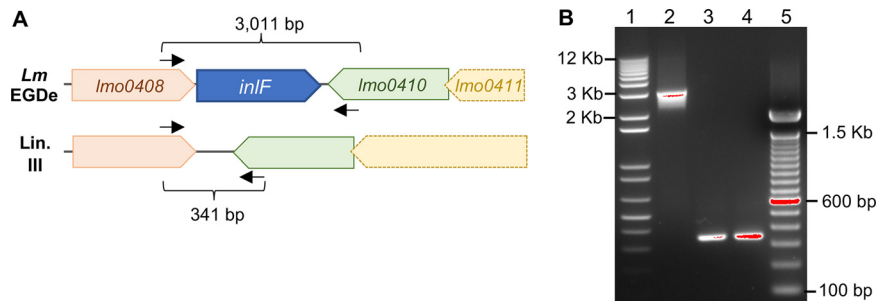 A
3,011 bp
Lm
EGDe
lmo0408
inlF
lmo0410
lmo0411
Lin.
III
341 bp
B
1 2 3 4 5
12 Kb
3 Kb
2 Kb
1.5 Kb
600 bp
100 bp